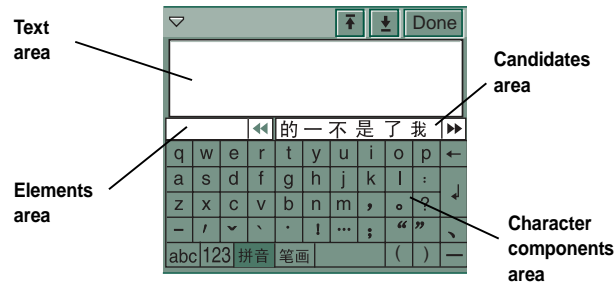 Text
area
Done
Candidates
area
的一不是了我
Elements
area
q w e r t y u i o p ←
a s d f g h j k l :
z x c v b n m , 。 ?
– ˊ ˇ ˋ · ! … ; “ ” 、
abc 123 拼音 笔画 ( ) —
Character
components
area